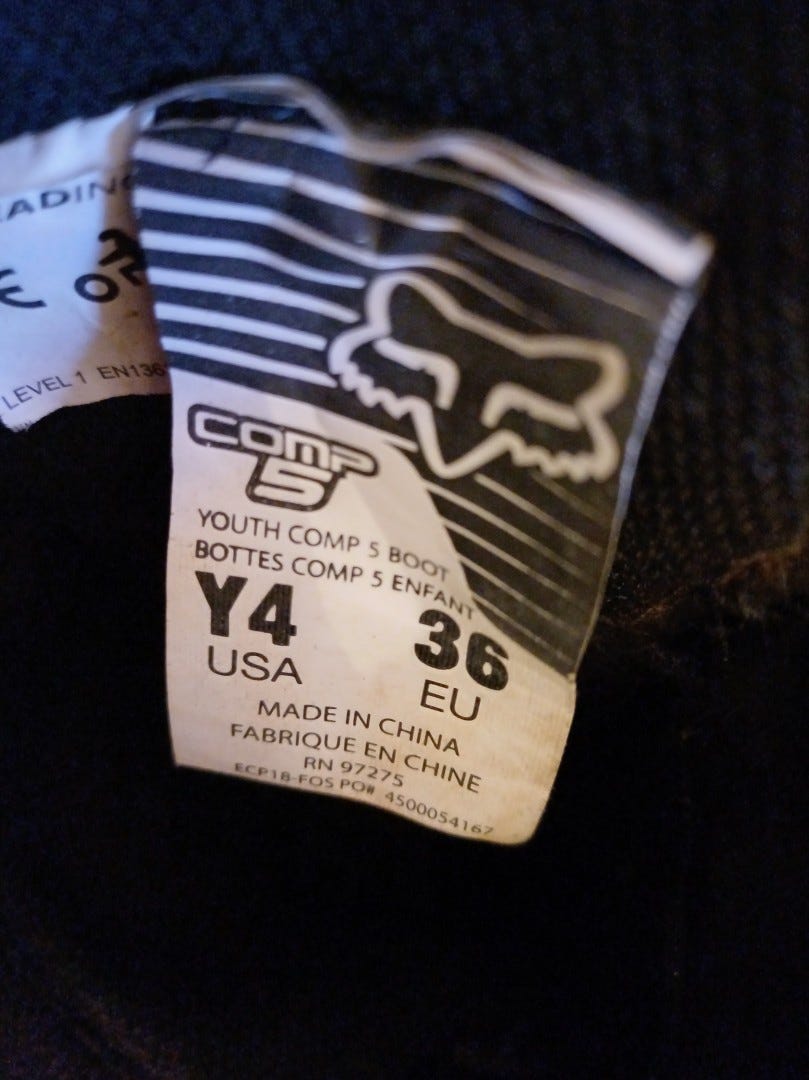 LEVEL 1
COMP
5
YOUTH COMP 5 BOOT
BOTTES COMP 5 ENFANT
Y4 36
USA EU
MADE IN CHINA
FABRIQUE EN CHINE
RN 97275
ECP18-FOS PO# 4500054167